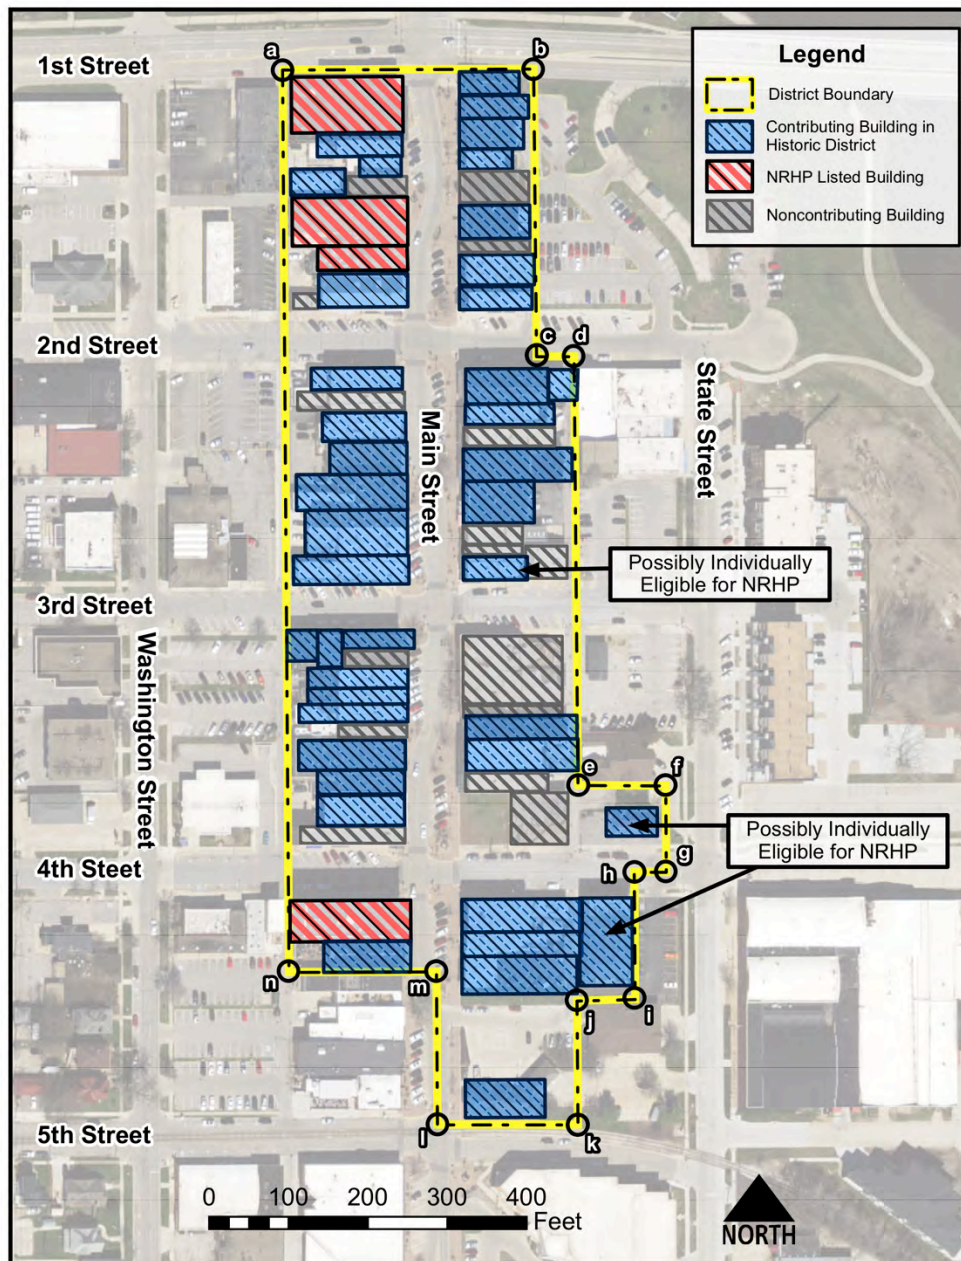 a
b
1st Street
Legend
District Boundary
Contributing Building in
Historic District
NRHP Listed Building
Noncontributing Building
2nd Street
c
d
State Street
Main Street
Possibly Individually
Eligible for NRHP
3rd Street
Washington Street
e
f
Possibly Individually
Eligible for NRHP
4th Steet
g
h
n
m
j
i
5th Street
l
k
0 100 200 300 400
Feet
NORTH